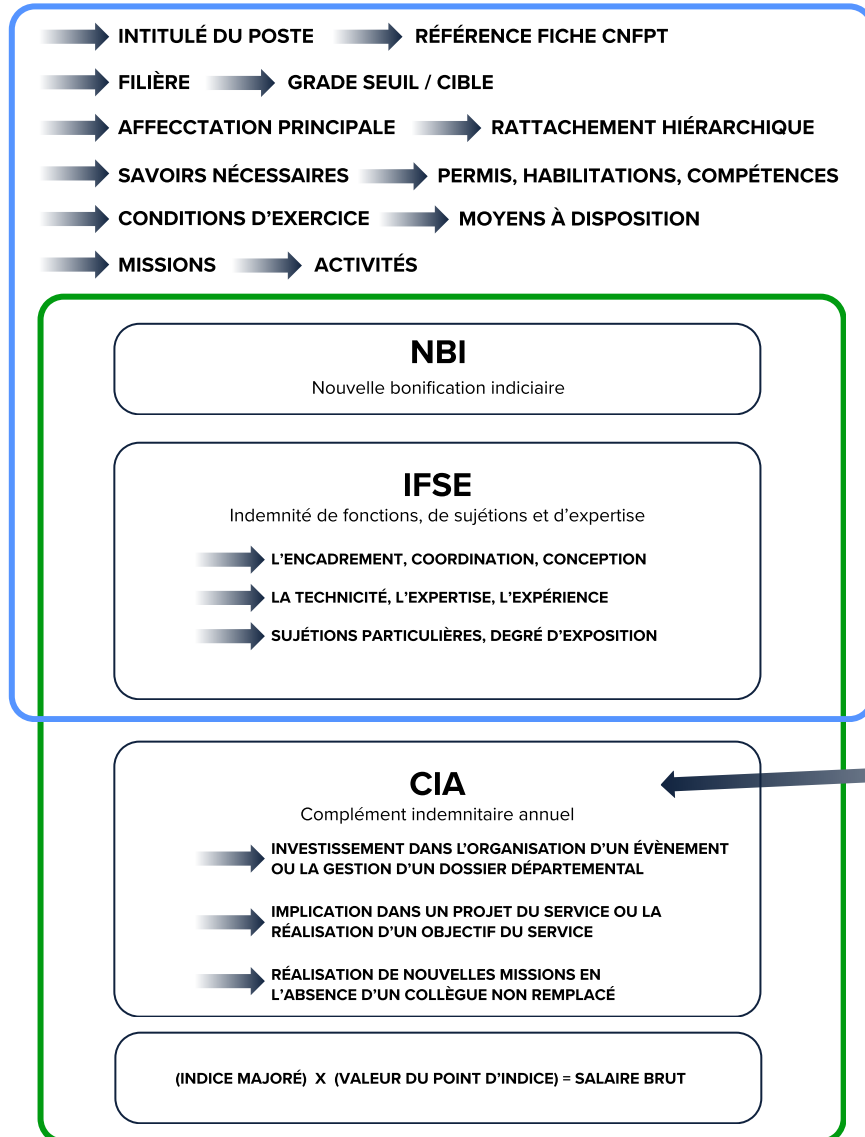 INTITULÉ DU POSTE RÉFÉRENCE FICHE CNFPT
FILIÈRE GRADE SEUIL / CIBLE
AFFECCTATION PRINCIPALE RATTACHEMENT HIÉRARCHIQUE
SAVOIRS NÉCESSAIRES PERMIS, HABILITATIONS, COMPÉTENCES
CONDITIONS D’EXERCICE MOYENS À DISPOSITION
MISSIONS ACTIVITÉS
NBI
Nouvelle bonification indiciaire
IFSE
Indemnité de fonctions, de sujétions et d’expertise
L’ENCADREMENT, COORDINATION, CONCEPTION
LA TECHNICITÉ, L’EXPERTISE, L’EXPÉRIENCE
SUJÉTIONS PARTICULIÈRES, DEGRÉ D’EXPOSITION
CIA
Complément indemnitaire annuel
INVESTISSEMENT DANS L’ORGANISATION D’UN ÉVÈNEMENT
OU LA GESTION D’UN DOSSIER DÉPARTEMENTAL
IMPLICATION DANS UN PROJET DU SERVICE OU LA
RÉALISATION D’UN OBJECTIF DU SERVICE
RÉALISATION DE NOUVELLES MISSIONS EN
L’ABSENCE D’UN COLLÈGUE NON REMPLACÉ
(INDICE MAJORÉ) X (VALEUR DU POINT D’INDICE) = SALAIRE BRUT